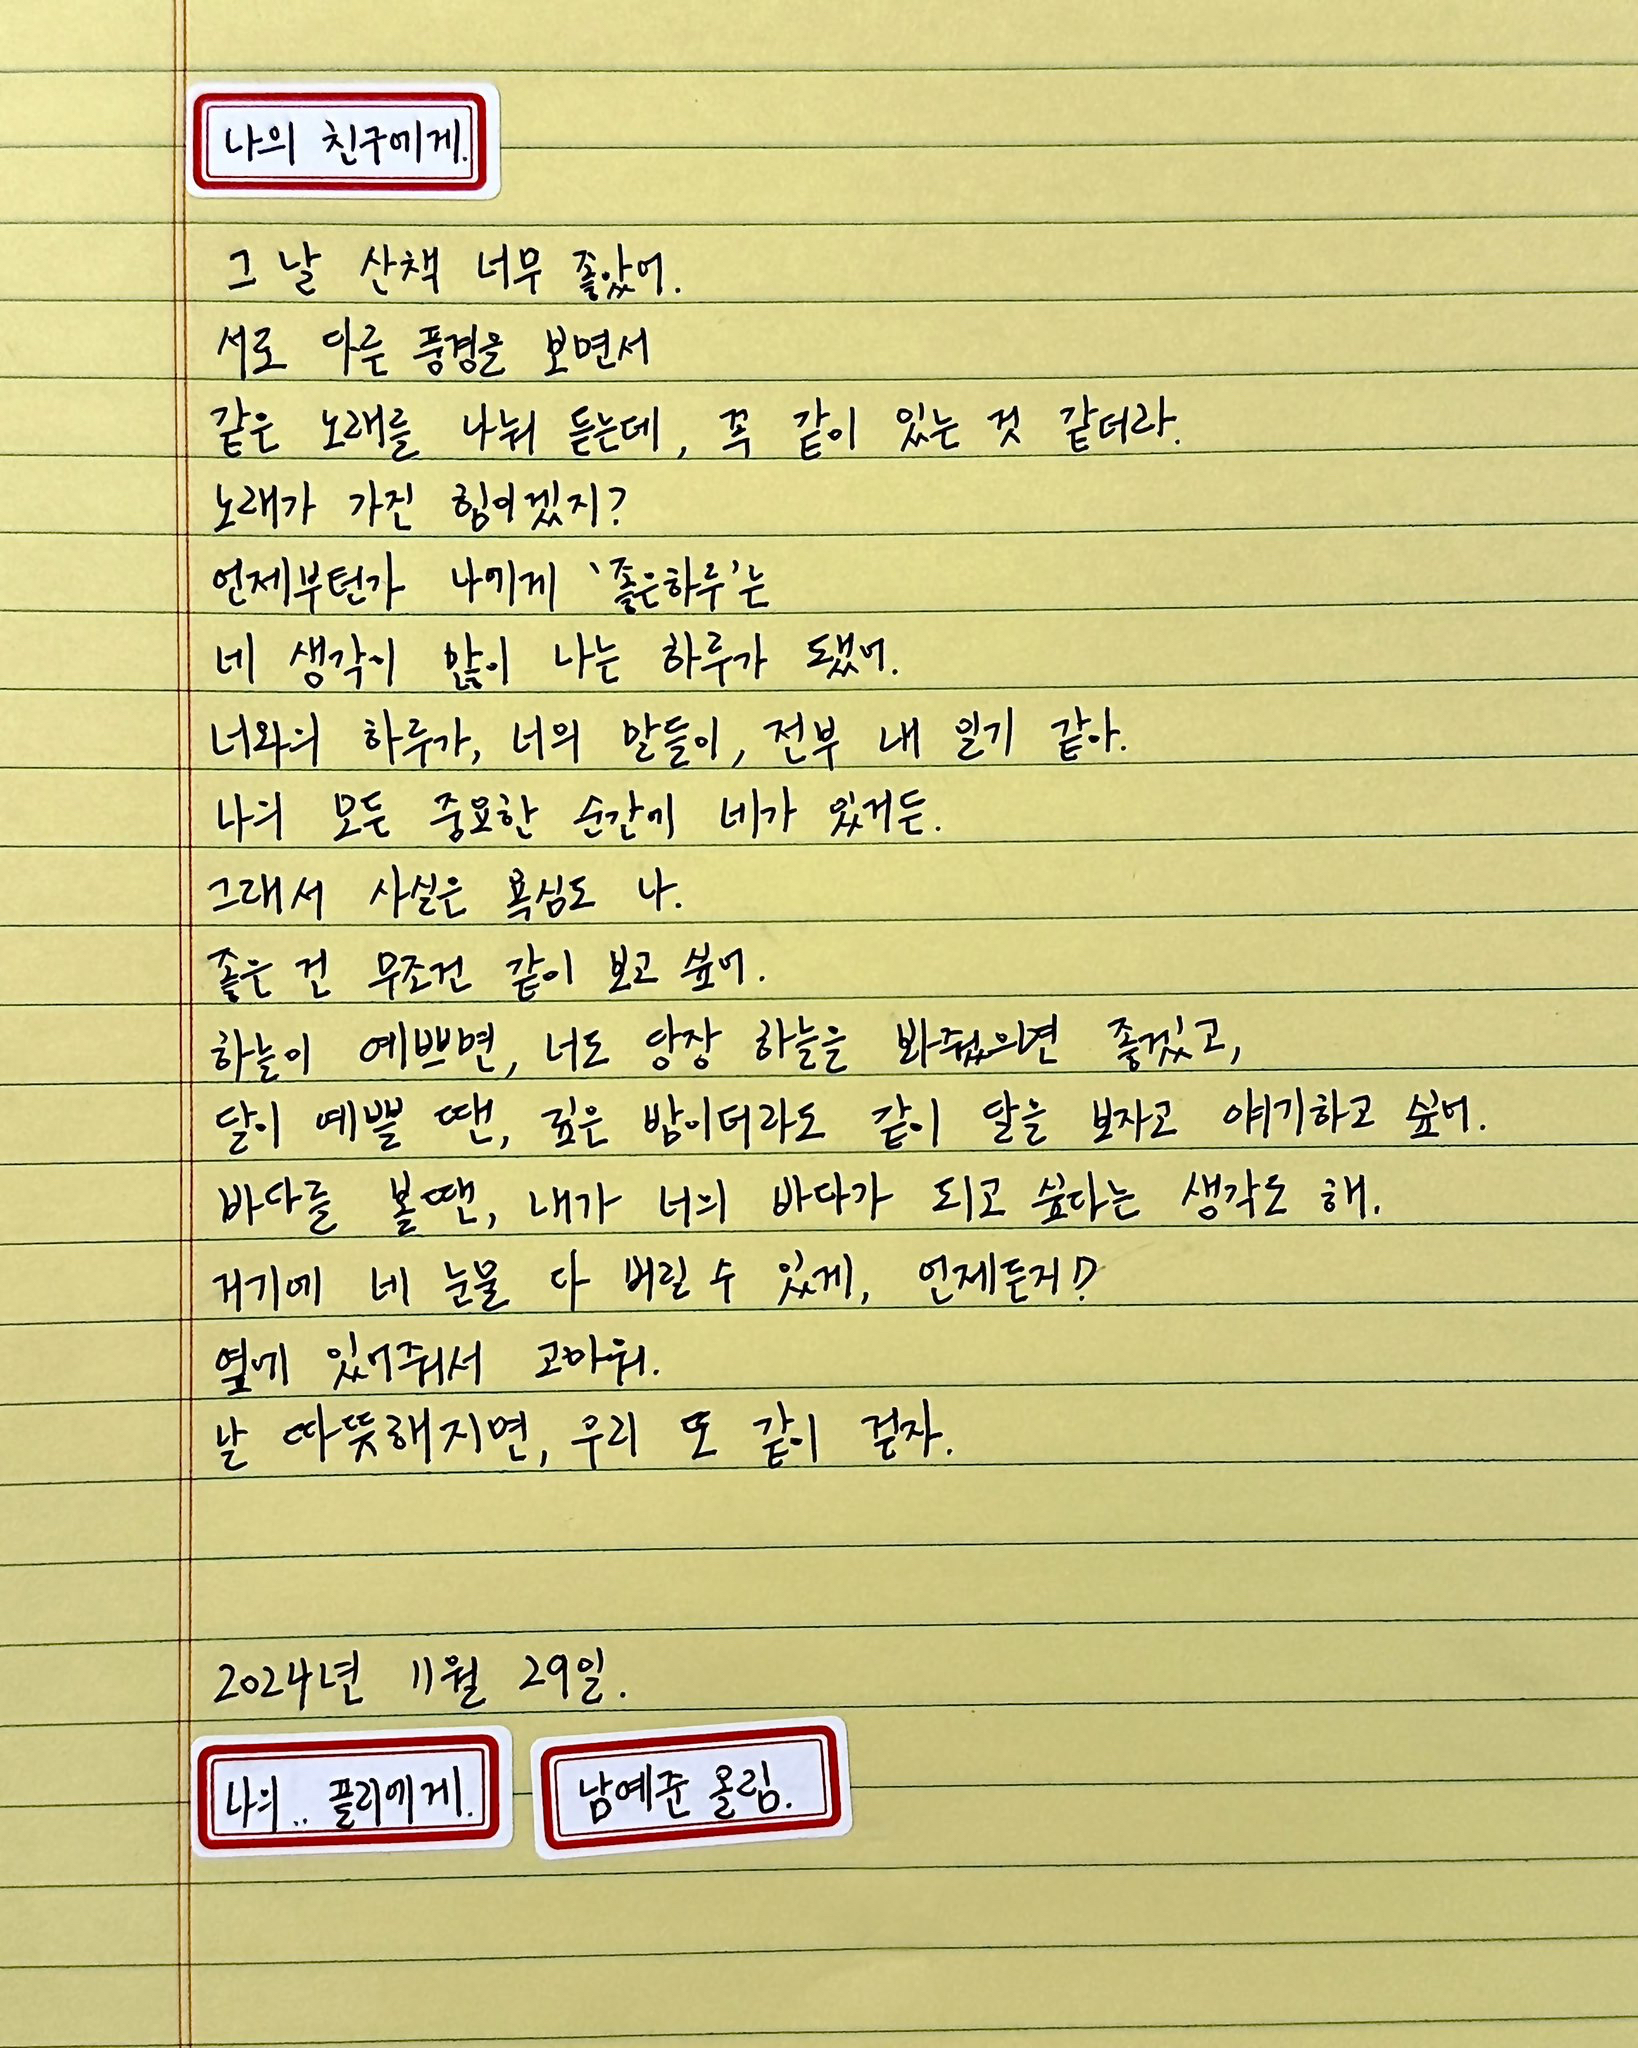 나의 친구에게.
그 날 산책 너무 좋았어.
서로 다른 풍경을 보면서
같은 노래를 나눠 듣는데, 꼭 같이 있는 것 같더라.
노래가 가진 힘이겠지?
언제부턴가 나에게 '좋은하루'는
네 생각이 많이 나는 하루가 됐어.
너와의 하루가, 너의 말들이, 전부 내 일기 같아.
나의 모든 중요한 순간에 네가 있거든.
그래서 사실은 욕심도 나.
좋은 건 무조건 같이 보고 싶어.
하늘이 예쁘면, 너도 당장 하늘을 봐줬으면 좋겠고,
달이 예쁠 땐, 깊은 밤이더라도 같이 달을 보자고 얘기하고 싶어.
바다를 볼땐, 내가 너의 바다가 되고 싶다는 생각도 해.
거기에 네 눈물 다 버릴 수 있게, 언제든지!?
옆에 있어줘서 고마워.
날 따뜻해지면, 우리 또 같이 걷자.
2024년 11월 29일.
나의.. 플리에게. 남예준 올림.